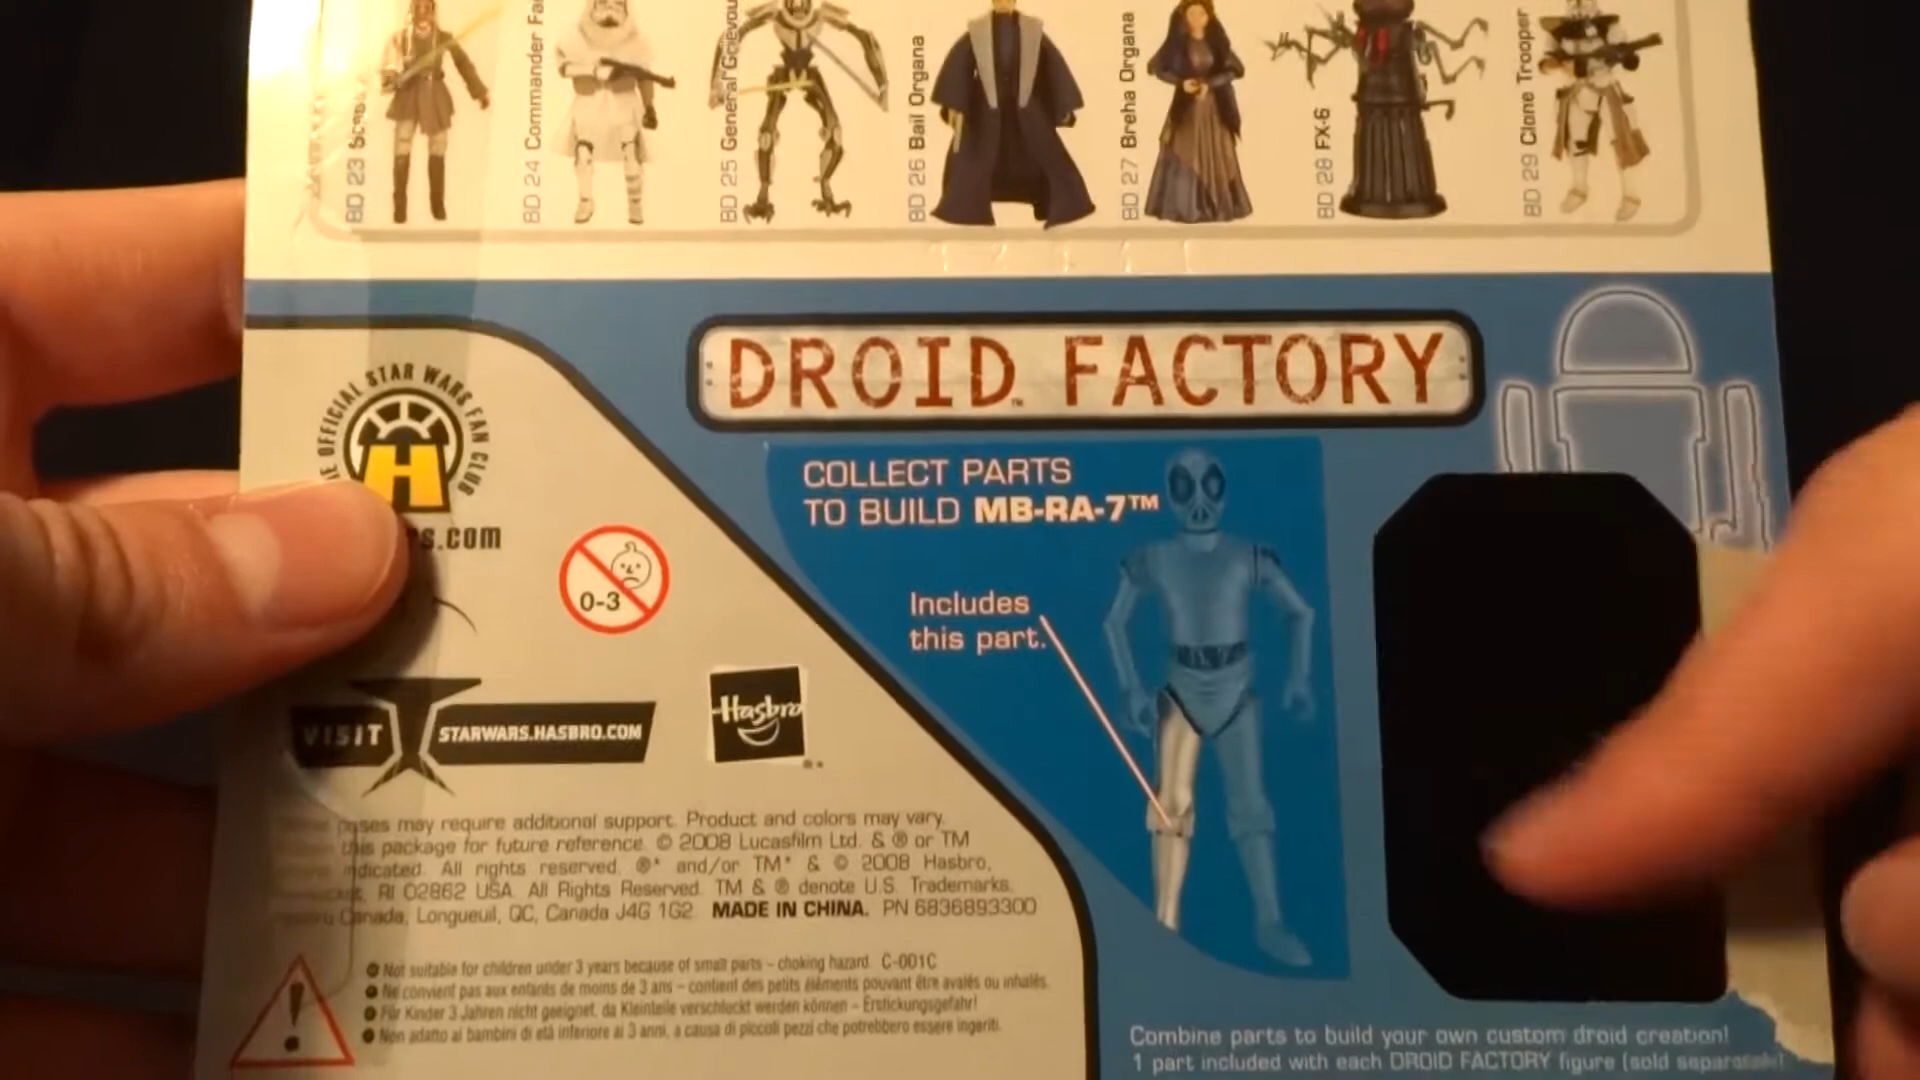 BD 23
BD 24 Commander
BD 25 General Grievous
BD 26 Bail Organa
BD 27 Breha Organa
BD 28 FX-6
BD 29 Clone Trooper
DROID FACTORY™
OFFICIAL STAR WARS FAN CLUB
H
s.com
0-3
COLLECT PARTS
TO BUILD MB-RA-7™
Includes
this part.
VISIT STARWARS.HASBRO.COM
Hasbro
poses may require additional support. Product and colors may vary.
this package for future reference. © 2008 Lucasfilm Ltd. & ® or TM
indicated. All rights reserved. ®* and/or TM* & © 2008 Hasbro,
RI 02862 USA. All Rights Reserved. TM & ® denote U.S. Trademarks.
Canada, Longueuil, QC, Canada J4G 1G2. MADE IN CHINA. PN 6836893300
Not suitable for children under 3 years because of small parts – choking hazard. C-001C
Ne convient pas aux enfants de moins de 3 ans – contient des petits éléments pouvant être avalés ou inhalés.
Für Kinder 3 Jahren nicht geeignet, da Kleinteile verschluckt werden können – Erstickungsgefahr!
Non adatto ai bambini di età inferiore ai 3 anni, a causa di piccoli pezzi che potrebbero essere ingeriti.
Combine parts to build your own custom droid creation!
1 part included with each DROID FACTORY figure (sold separately)